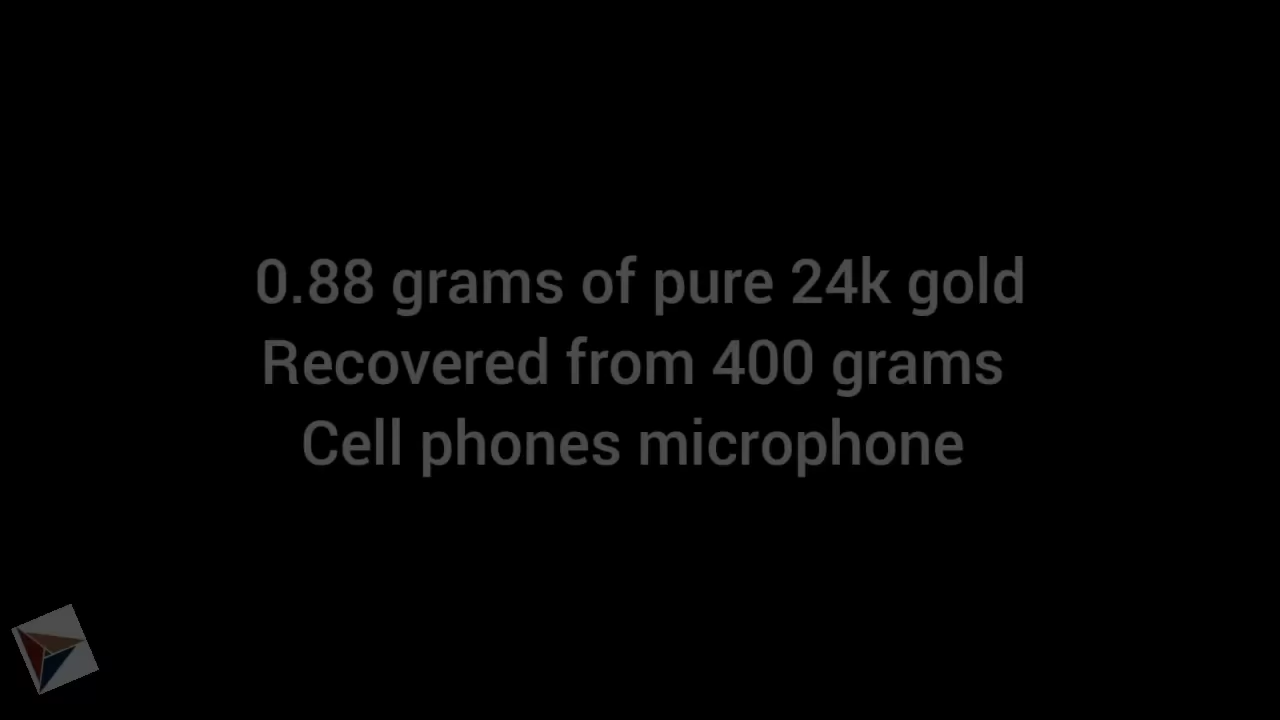 0.88 grams of pure 24k gold
Recovered from 400 grams
Cell phones microphone